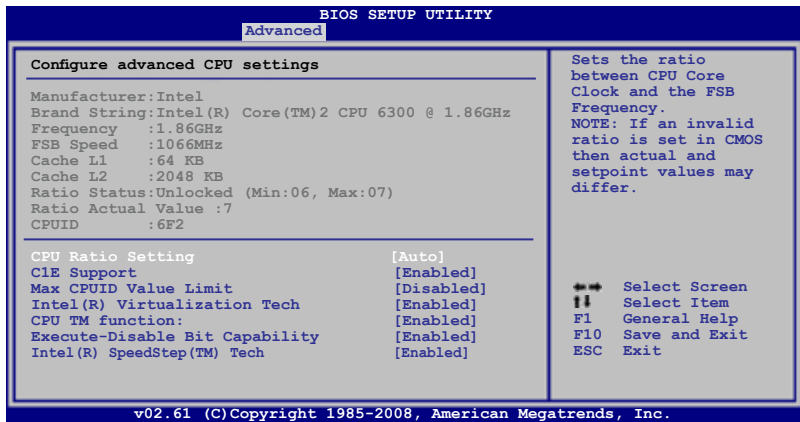 BIOS SETUP UTILITY
Advanced
Configure advanced CPU settings
Manufacturer:Intel
Brand String:Intel(R) Core(TM)2 CPU 6300 @ 1.86GHz
Frequency :1.86GHz
FSB Speed :1066MHz
Cache L1 :64 KB
Cache L2 :2048 KB
Ratio Status:Unlocked (Min:06, Max:07)
Ratio Actual Value :7
CPUID :6F2
CPU Ratio Setting [Auto]
C1E Support [Enabled]
Max CPUID Value Limit [Disabled]
Intel(R) Virtualization Tech [Enabled]
CPU TM function: [Enabled]
Execute-Disable Bit Capability [Enabled]
Intel(R) SpeedStep(TM) Tech [Enabled]
Sets the ratio
between CPU Core
Clock and the FSB
Frequency.
NOTE: If an invalid
ratio is set in CMOS
then actual and
setpoint values may
differ.
←→ Select Screen
↑↓ Select Item
F1 General Help
F10 Save and Exit
ESC Exit
v02.61 (C)Copyright 1985-2008, American Megatrends, Inc.